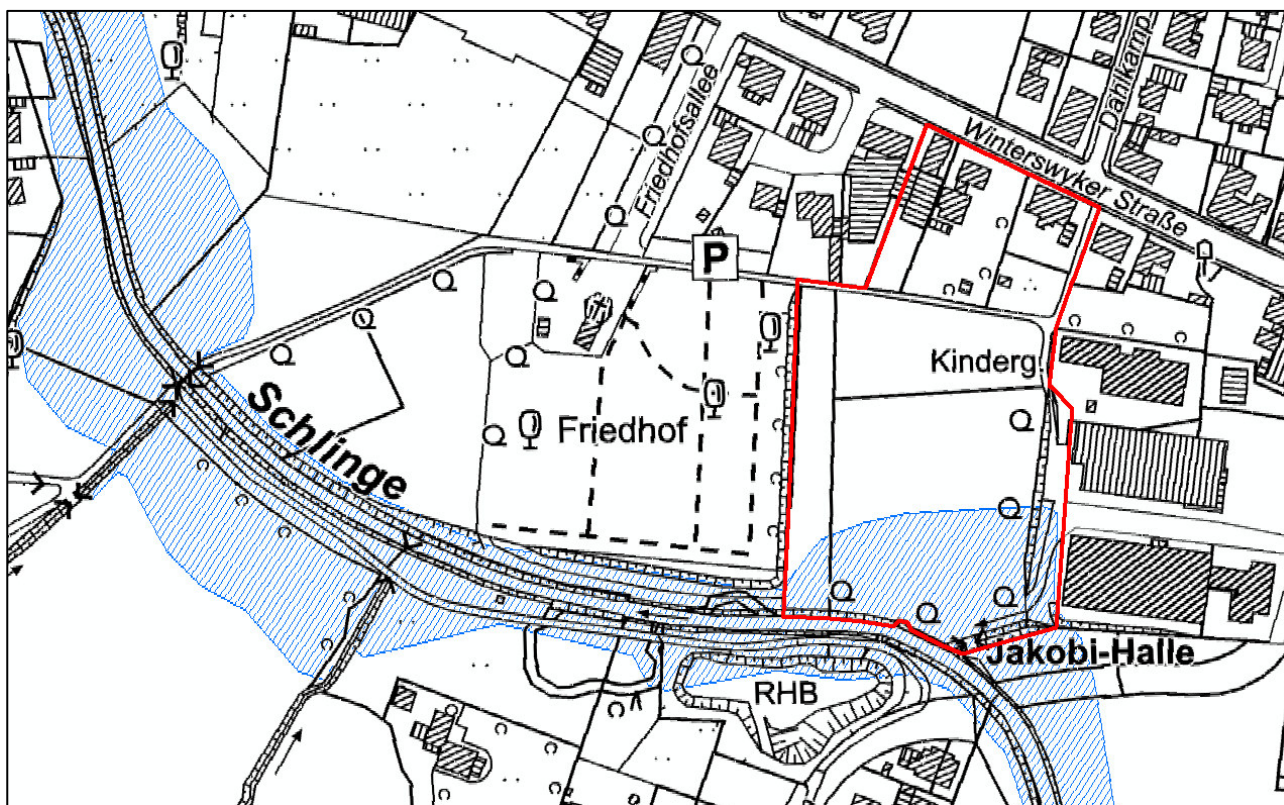 Dahlkamp
Winterswyker Straße
Friedhofsallee
P
Kinderg
Schlinge
Friedhof
Jakobi-Halle
RHB